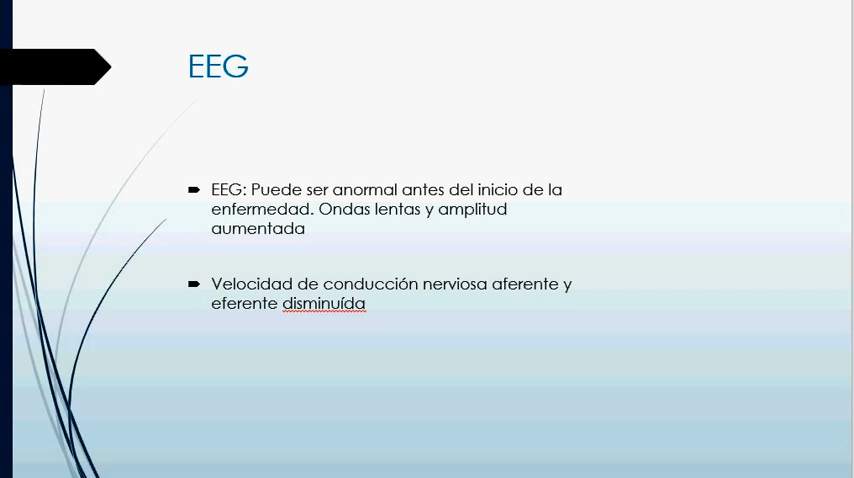 EEG
EEG: Puede ser anormal antes del inicio de la
enfermedad. Ondas lentas y amplitud
aumentada
Velocidad de conducción nerviosa aferente y
eferente disminuída